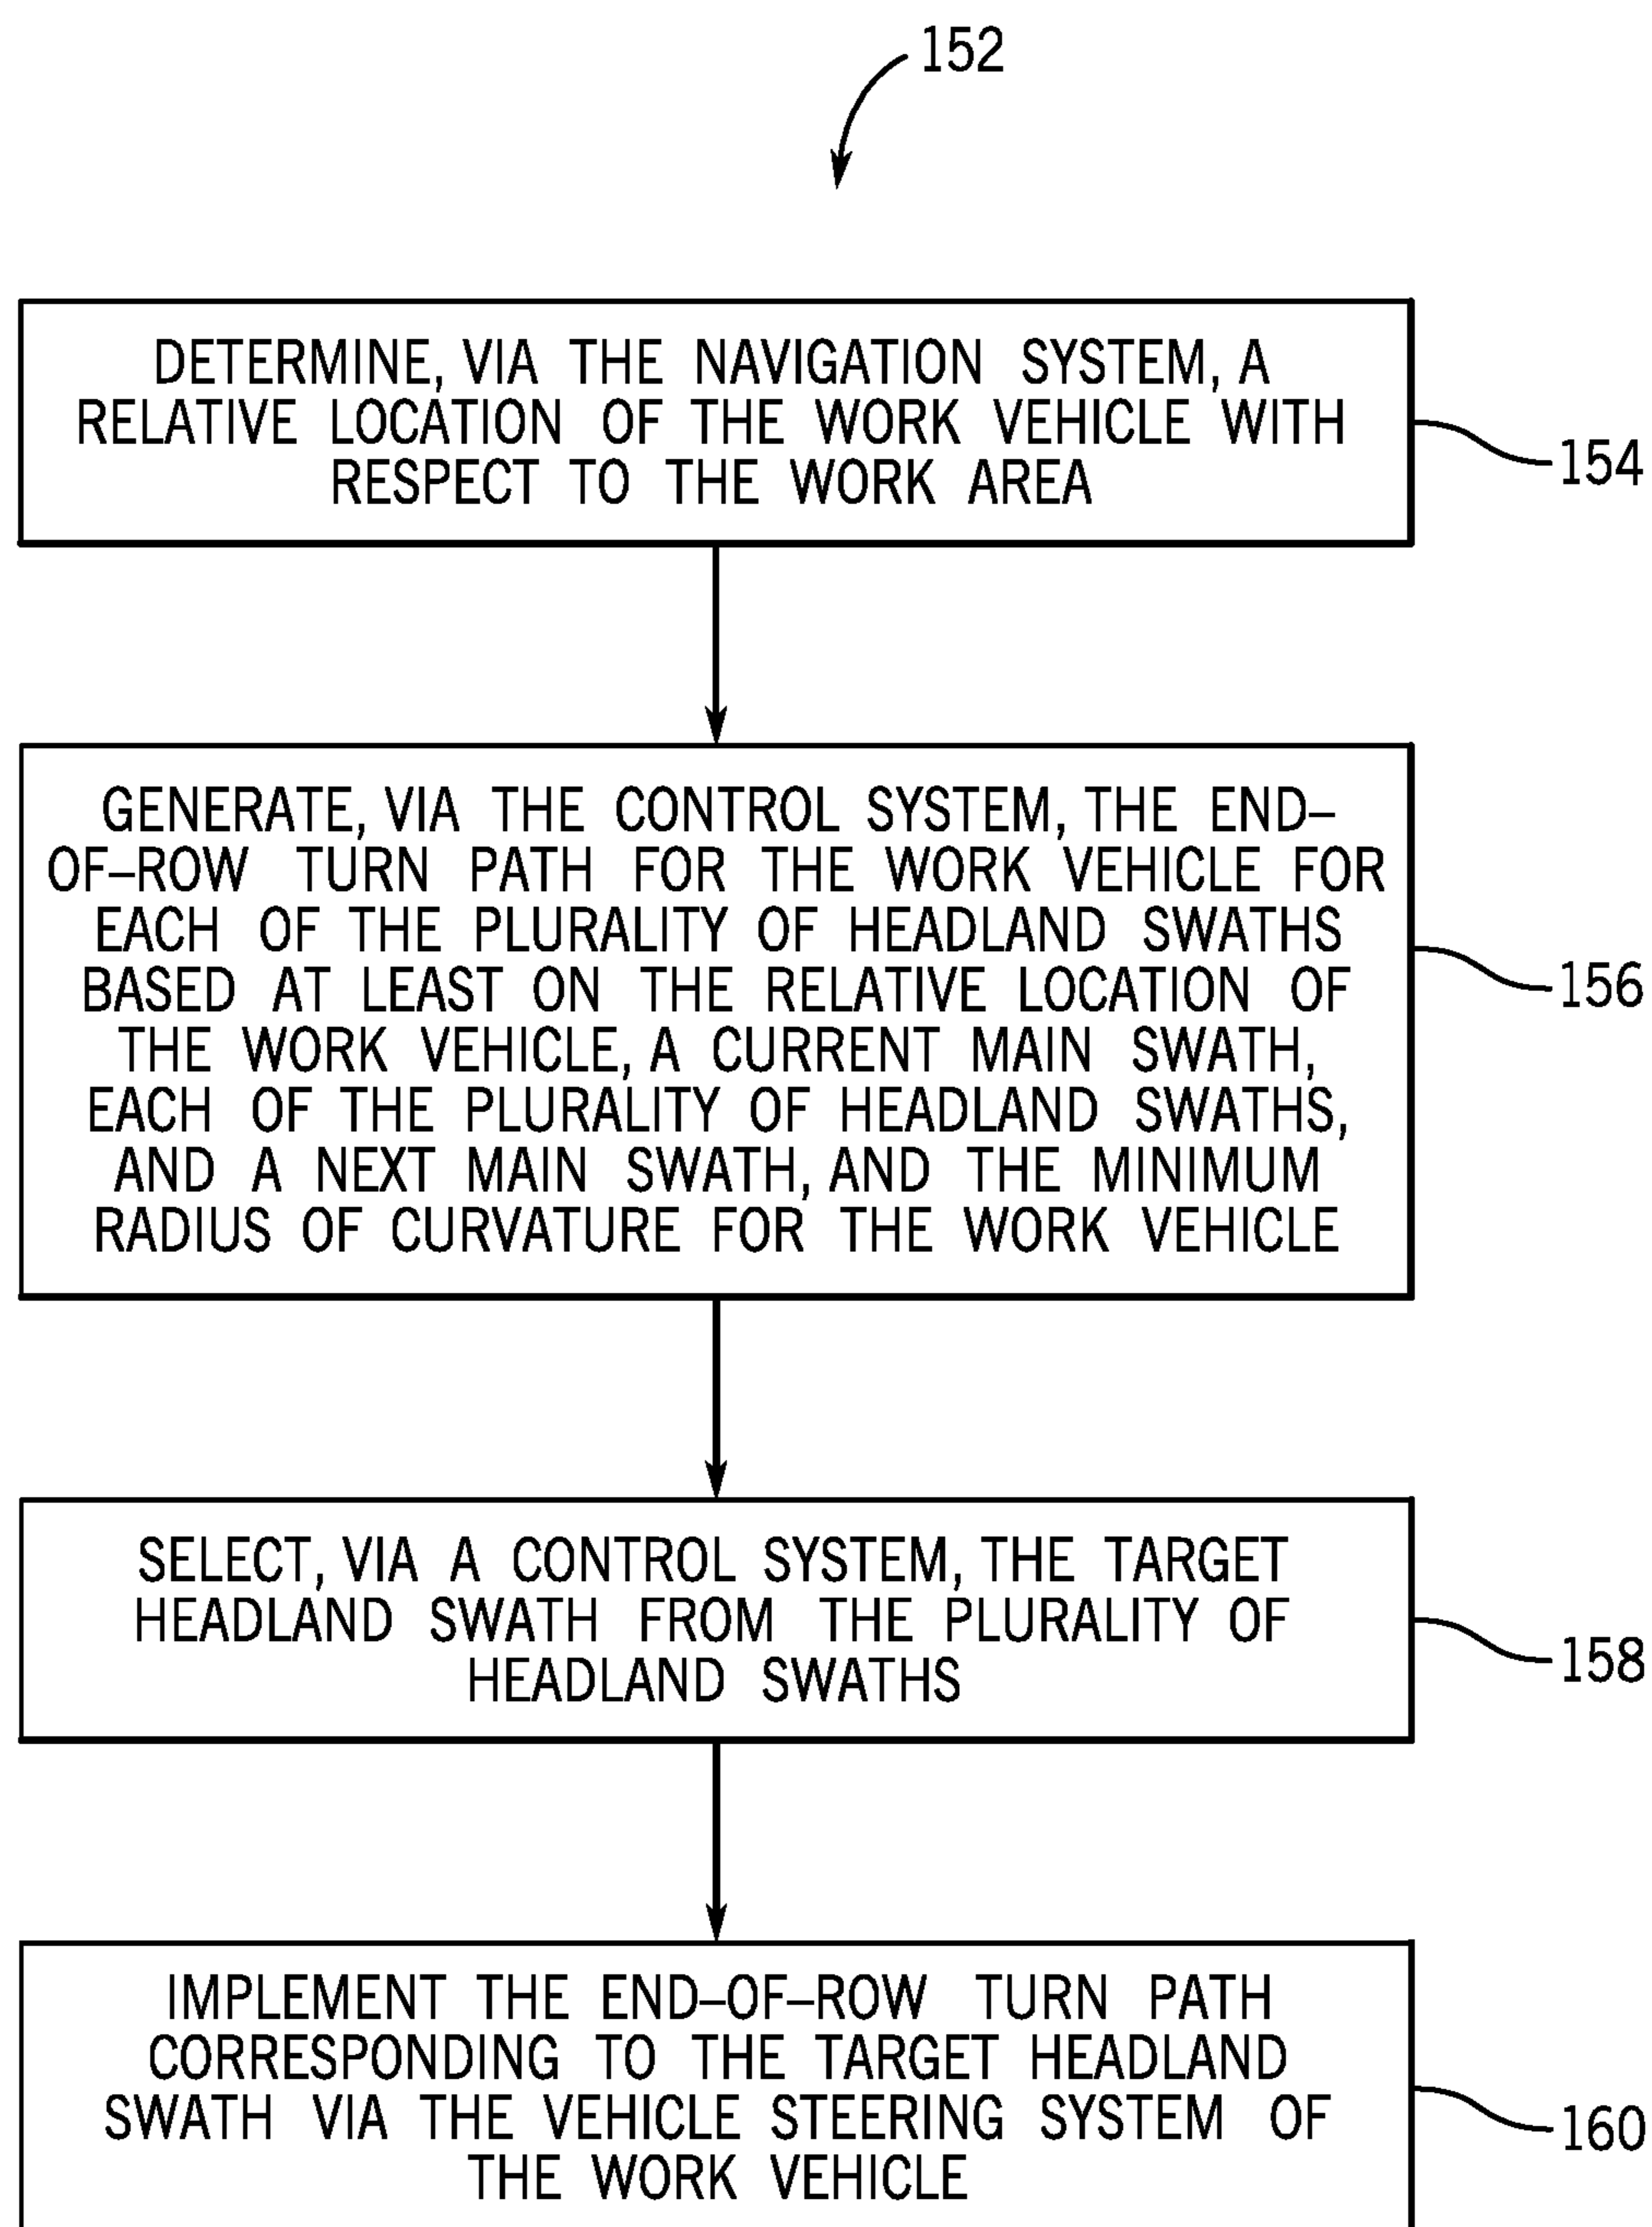 152
DETERMINE, VIA THE NAVIGATION SYSTEM, A
RELATIVE LOCATION OF THE WORK VEHICLE WITH
RESPECT TO THE WORK AREA
154
GENERATE, VIA THE CONTROL SYSTEM, THE END–
OF–ROW TURN PATH FOR THE WORK VEHICLE FOR
EACH OF THE PLURALITY OF HEADLAND SWATHS
BASED AT LEAST ON THE RELATIVE LOCATION OF
THE WORK VEHICLE, A CURRENT MAIN SWATH,
EACH OF THE PLURALITY OF HEADLAND SWATHS,
AND A NEXT MAIN SWATH, AND THE MINIMUM
RADIUS OF CURVATURE FOR THE WORK VEHICLE
156
SELECT, VIA A CONTROL SYSTEM, THE TARGET
HEADLAND SWATH FROM THE PLURALITY OF
HEADLAND SWATHS
158
IMPLEMENT THE END–OF–ROW TURN PATH
CORRESPONDING TO THE TARGET HEADLAND
SWATH VIA THE VEHICLE STEERING SYSTEM OF
THE WORK VEHICLE
160